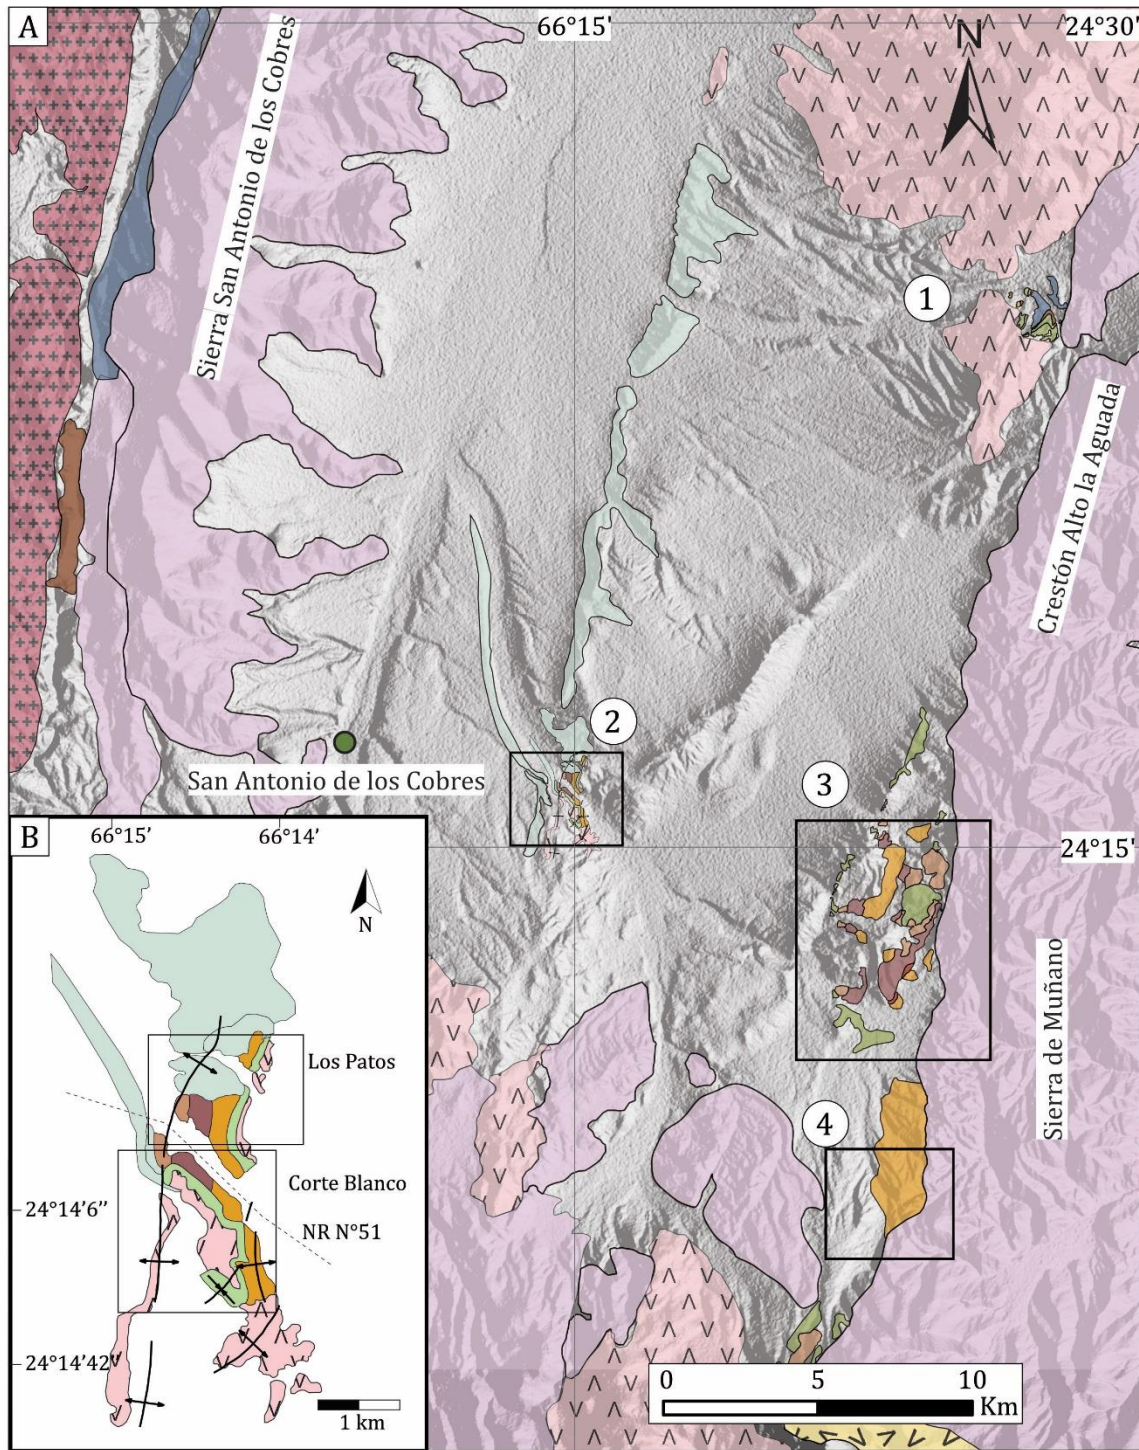 A
66°15'
24°30'
N
Sierra San Antonio de los Cobres
1
Crestón Alto la Aguada
2
San Antonio de los Cobres
3
24°15'
Sierra de Muñano
4
0 5 10
Km
B
66°15' 66°14'
N
Los Patos
Corte Blanco
24°14'6''
NR N°51
24°14'42''
1 km